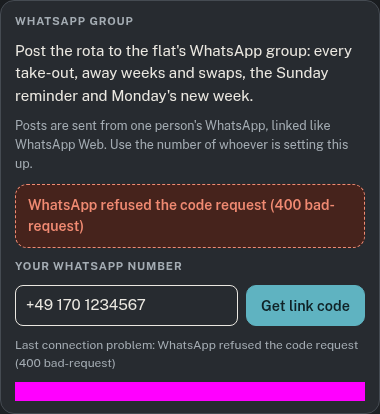 WHATSAPP GROUP
Post the rota to the flat's WhatsApp group: every
take-out, away weeks and swaps, the Sunday
reminder and Monday's new week.
Posts are sent from one person's WhatsApp, linked like
WhatsApp Web. Use the number of whoever is setting this
up.
WhatsApp refused the code request (400 bad-
request)
YOUR WHATSAPP NUMBER
+49 170 1234567
Get link code
Last connection problem: WhatsApp refused the code request
(400 bad-request)